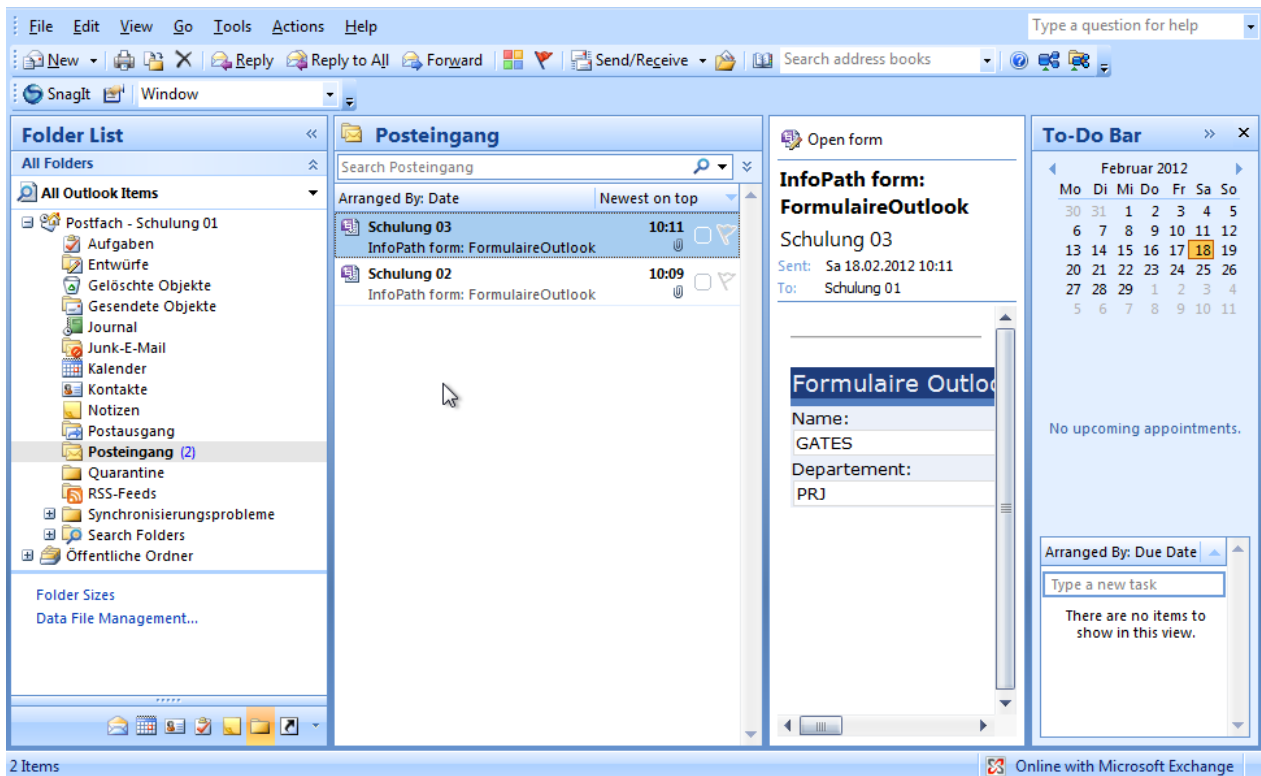 File Edit View Go Tools Actions Help
Type a question for help
New Reply Reply to All Forward Send/Receive Search address books
SnagIt Window
Folder List
All Folders
All Outlook Items
Postfach - Schulung 01
Aufgaben
Entwürfe
Gelöschte Objekte
Gesendete Objekte
Journal
Junk-E-Mail
Kalender
Kontakte
Notizen
Postausgang
Posteingang (2)
Quarantine
RSS-Feeds
Synchronisierungsprobleme
Search Folders
Öffentliche Ordner
Folder Sizes
Data File Management...
Posteingang
Search Posteingang
Arranged By: Date Newest on top
Schulung 03 10:11
InfoPath form: FormulaireOutlook
Schulung 02 10:09
InfoPath form: FormulaireOutlook
Open form
InfoPath form:
FormulaireOutlook
Schulung 03
Sent: Sa 18.02.2012 10:11
To: Schulung 01
Formulaire Outloo
Name:
GATES
Departement:
PRJ
To-Do Bar
Februar 2012
Mo Di Mi Do Fr Sa So
30 31 1 2 3 4 5
6 7 8 9 10 11 12
13 14 15 16 17 18 19
20 21 22 23 24 25 26
27 28 29 1 2 3 4
5 6 7 8 9 10 11
No upcoming appointments.
Arranged By: Due Date
Type a new task
There are no items to
show in this view.
2 Items
Online with Microsoft Exchange